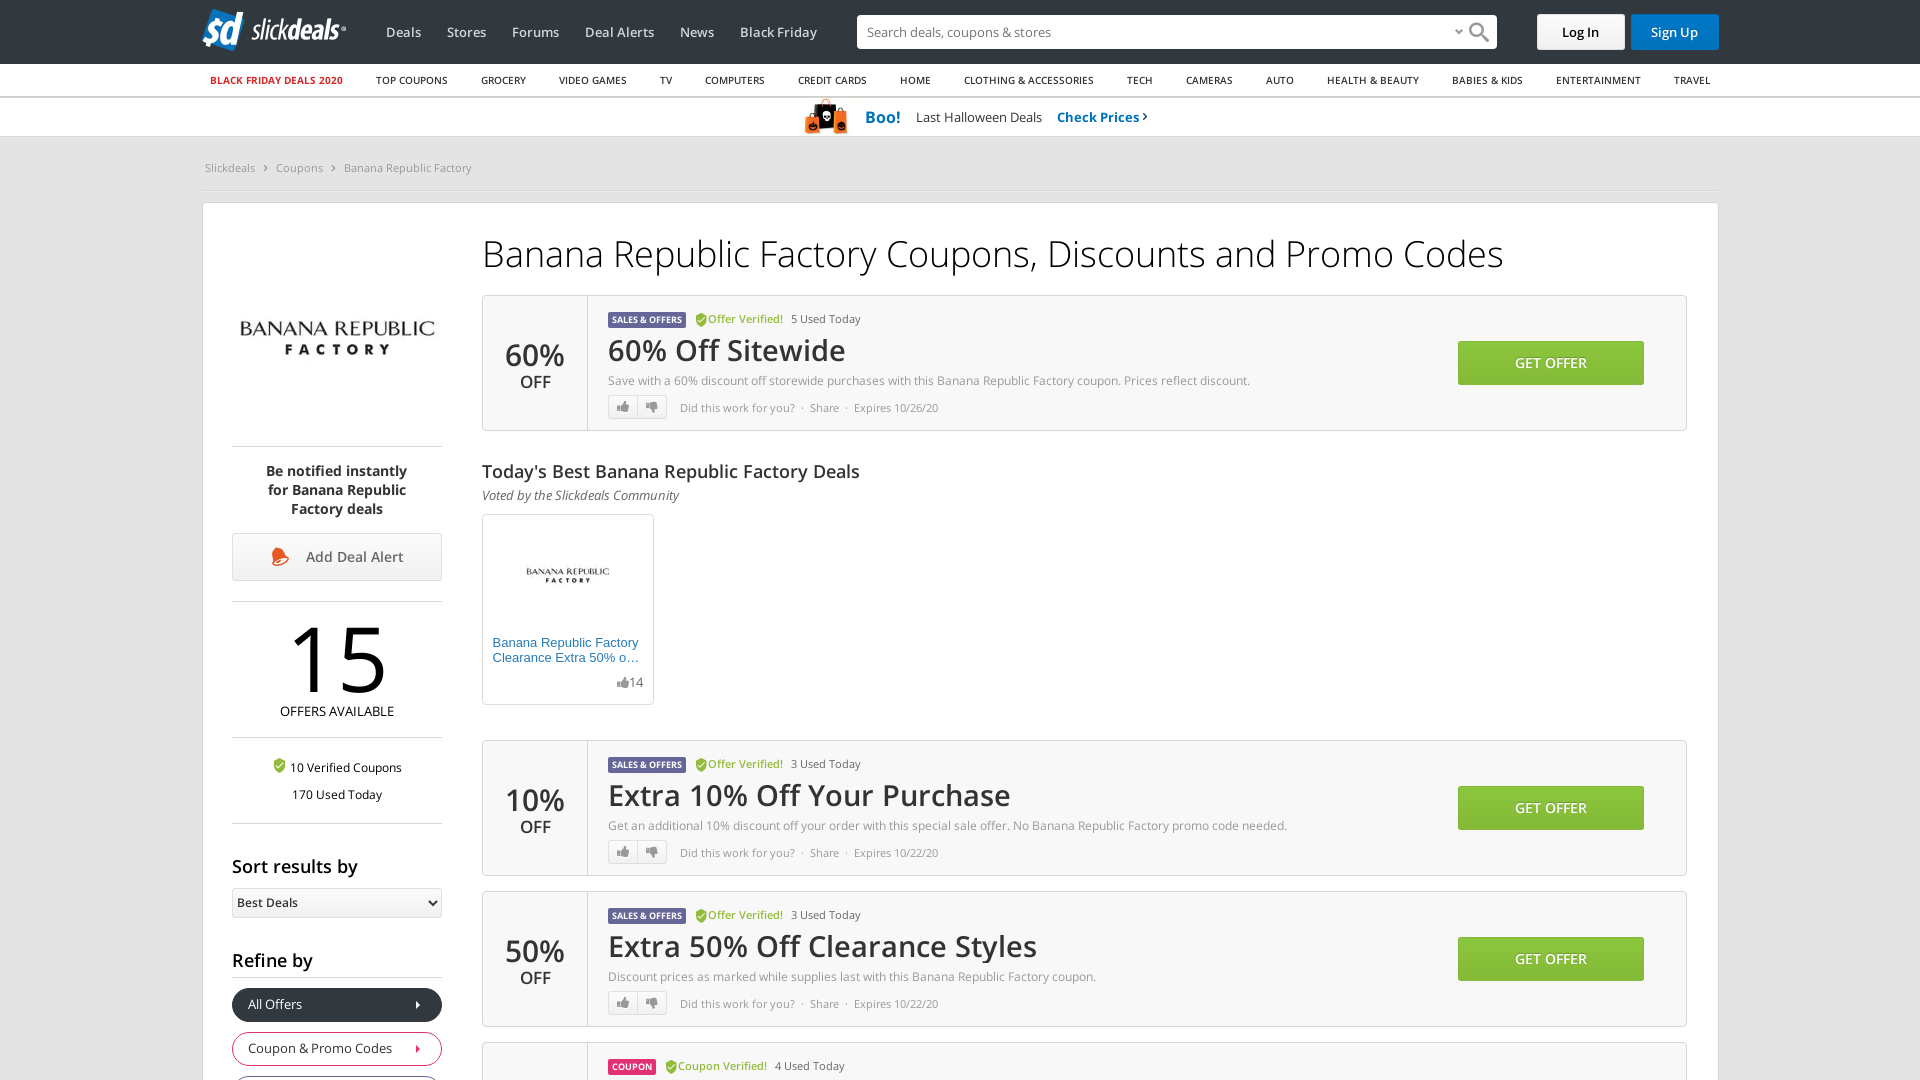 sd slickdeals
Deals Stores Forums Deal Alerts News Black Friday Search deals, coupons & stores Log In Sign Up
BLACK FRIDAY DEALS 2020 TOP COUPONS GROCERY VIDEO GAMES TV COMPUTERS CREDIT CARDS HOME CLOTHING & ACCESSORIES TECH CAMERAS AUTO HEALTH & BEAUTY BABIES & KIDS ENTERTAINMENT TRAVEL
Boo! Last Halloween Deals Check Prices
Slickdeals Coupons Banana Republic Factory
BANANA REPUBLIC
FACTORY
Be notified instantly
for Banana Republic
Factory deals
Add Deal Alert
15
OFFERS AVAILABLE
10 Verified Coupons
170 Used Today
Sort results by
Best Deals
Refine by
All Offers
Coupon & Promo Codes
Banana Republic Factory Coupons, Discounts and Promo Codes
60%
OFF
SALES & OFFERS Offer Verified! 5 Used Today
60% Off Sitewide
Save with a 60% discount off storewide purchases with this Banana Republic Factory coupon. Prices reflect discount.
Did this work for you? · Share · Expires 10/26/20
GET OFFER
Today's Best Banana Republic Factory Deals
Voted by the Slickdeals Community
BANANA REPUBLIC
FACTORY
Banana Republic Factory
Clearance Extra 50% o…
14
10%
OFF
SALES & OFFERS Offer Verified! 3 Used Today
Extra 10% Off Your Purchase
Get an additional 10% discount off your order with this special sale offer. No Banana Republic Factory promo code needed.
Did this work for you? · Share · Expires 10/22/20
GET OFFER
50%
OFF
SALES & OFFERS Offer Verified! 3 Used Today
Extra 50% Off Clearance Styles
Discount prices as marked while supplies last with this Banana Republic Factory coupon.
Did this work for you? · Share · Expires 10/22/20
GET OFFER
COUPON Coupon Verified! 4 Used Today